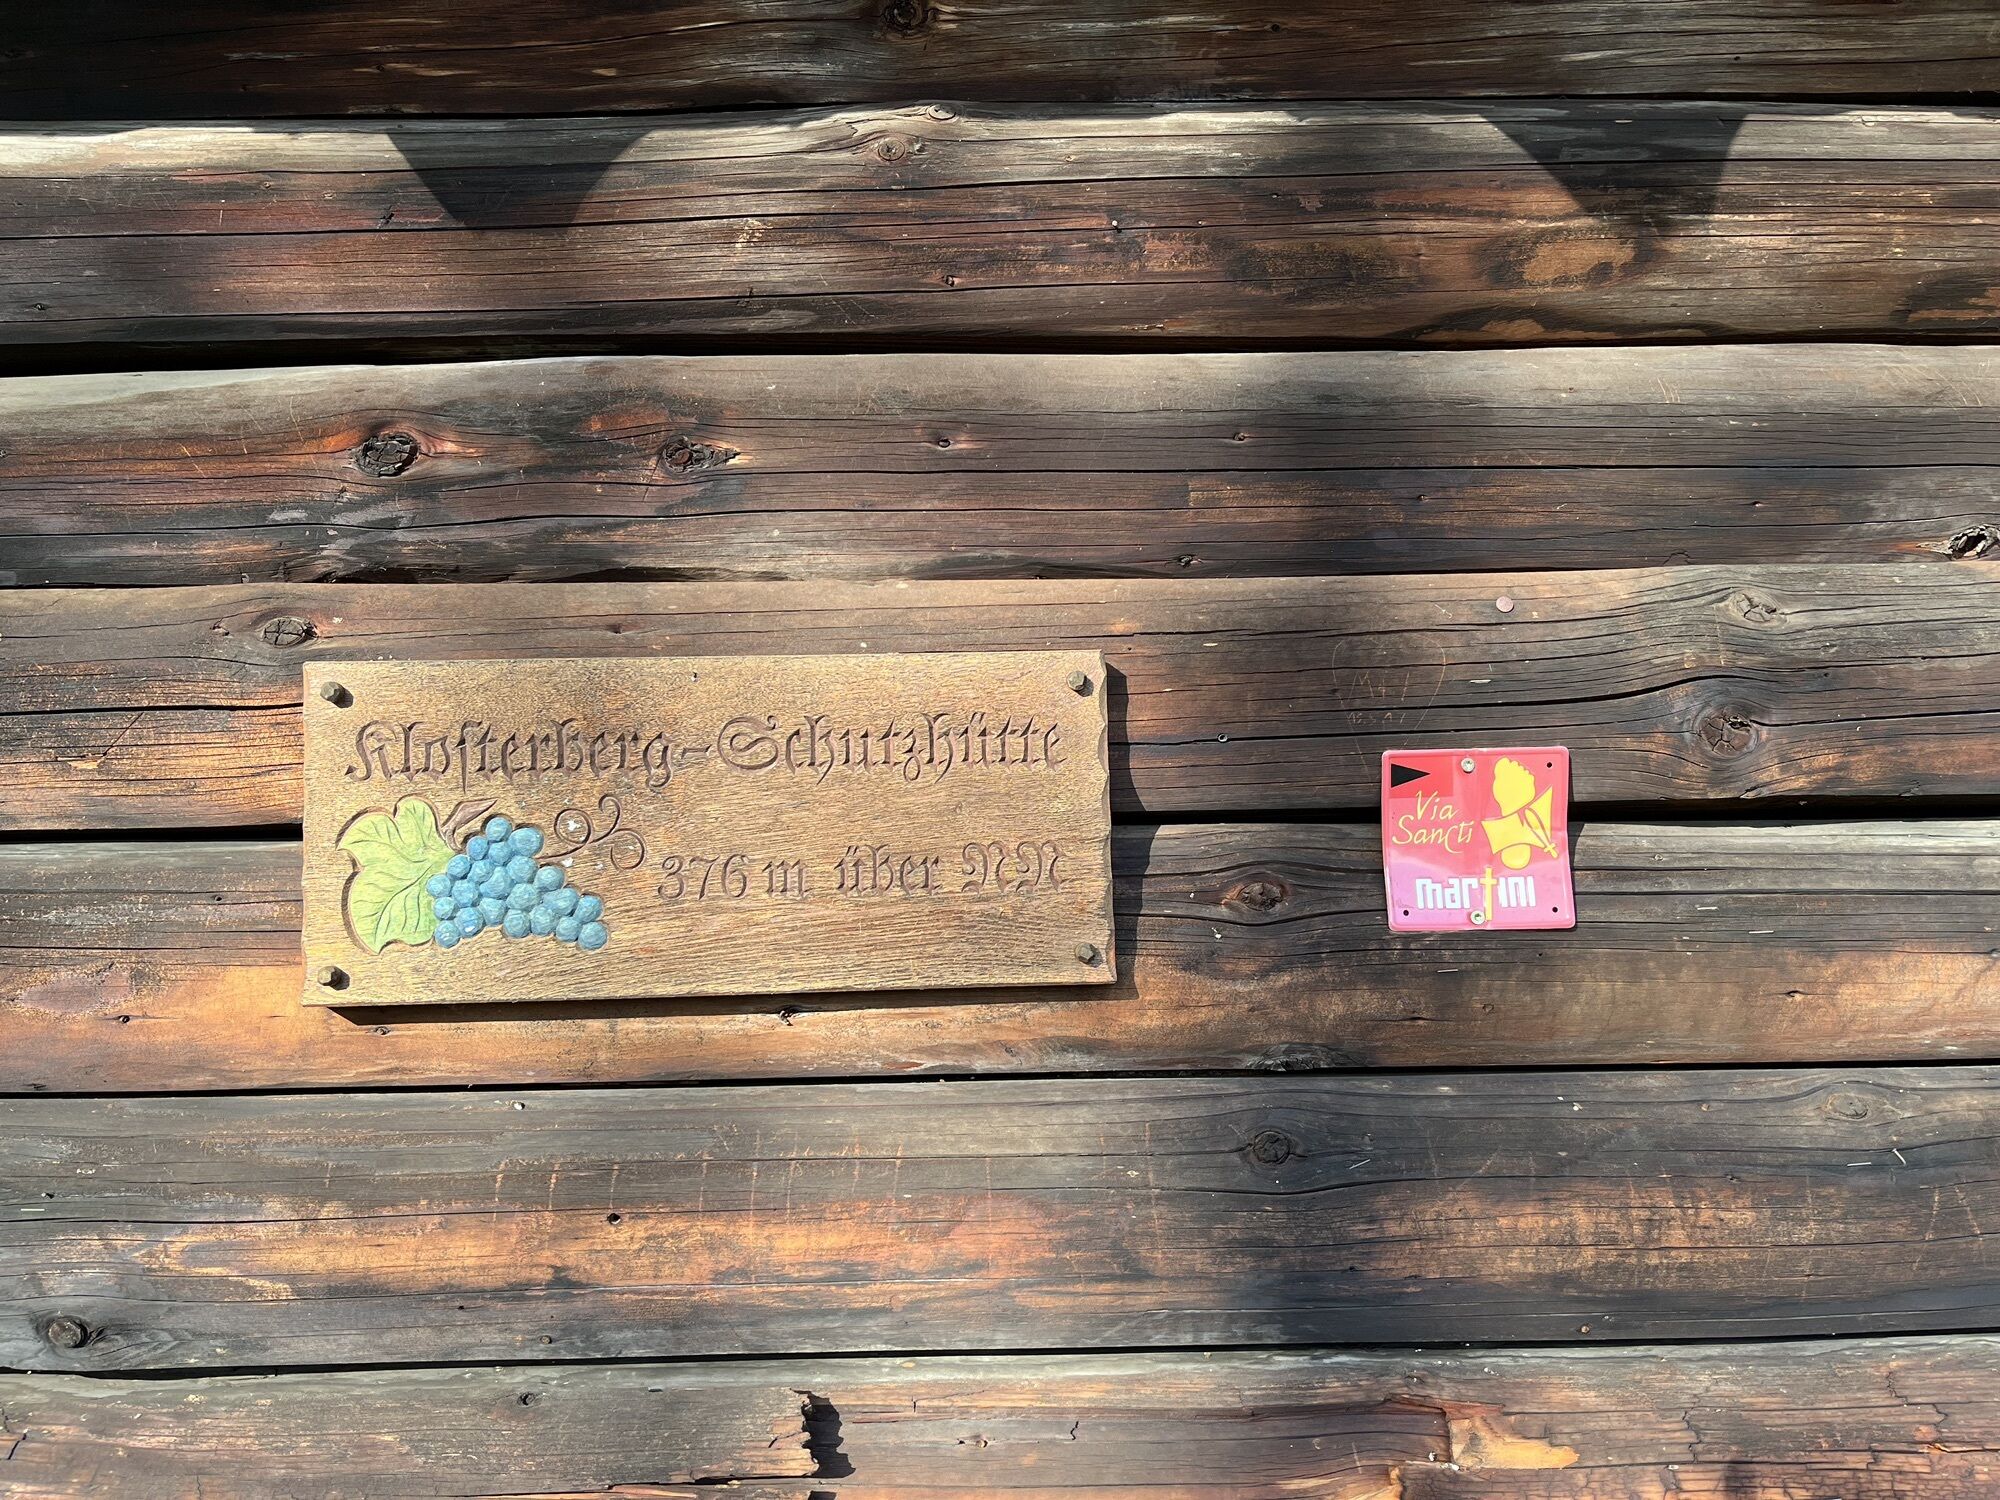 Klosterberg-Schutzhütte
376 m über NN
Via
Sancti
martini